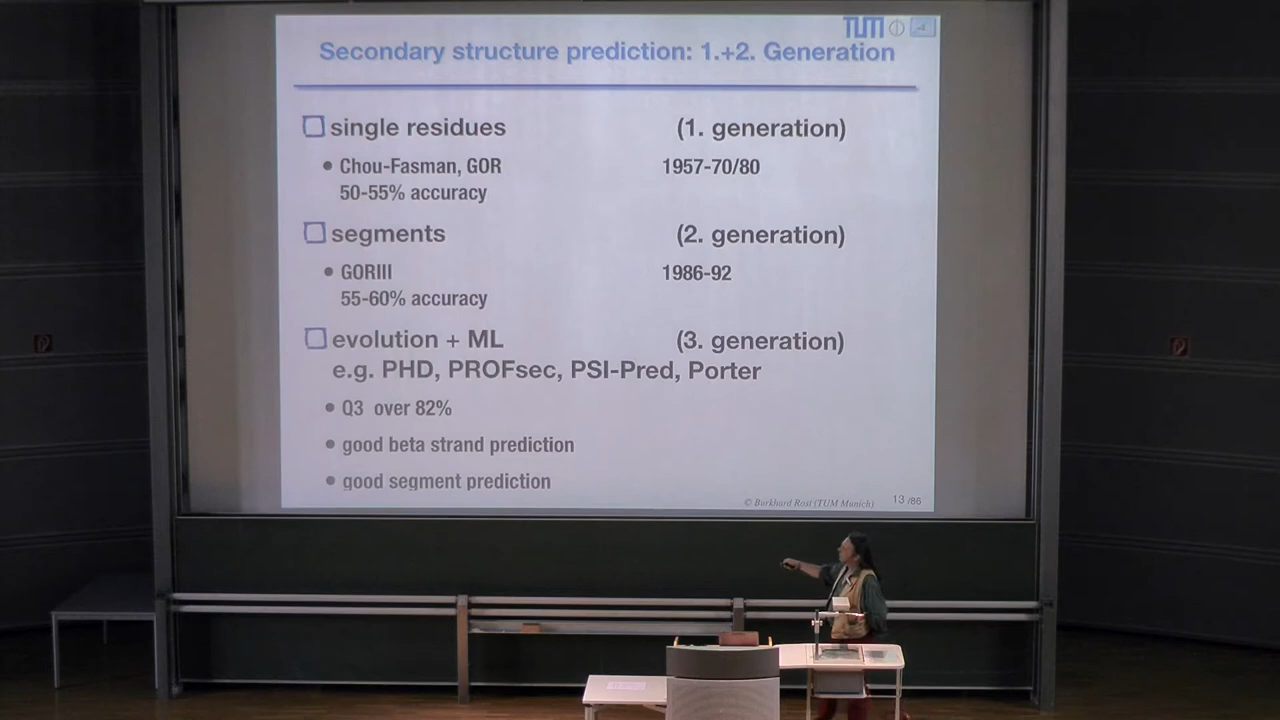 TUM
Secondary structure prediction: 1.+2. Generation
single residues (1. generation)
• Chou-Fasman, GOR 1957-70/80
50-55% accuracy
segments (2. generation)
• GORIII 1986-92
55-60% accuracy
evolution + ML (3. generation)
e.g. PHD, PROFsec, PSI-Pred, Porter
• Q3 over 82%
• good beta strand prediction
• good segment prediction
© Burkhard Rost (TUM Munich) 13 /86